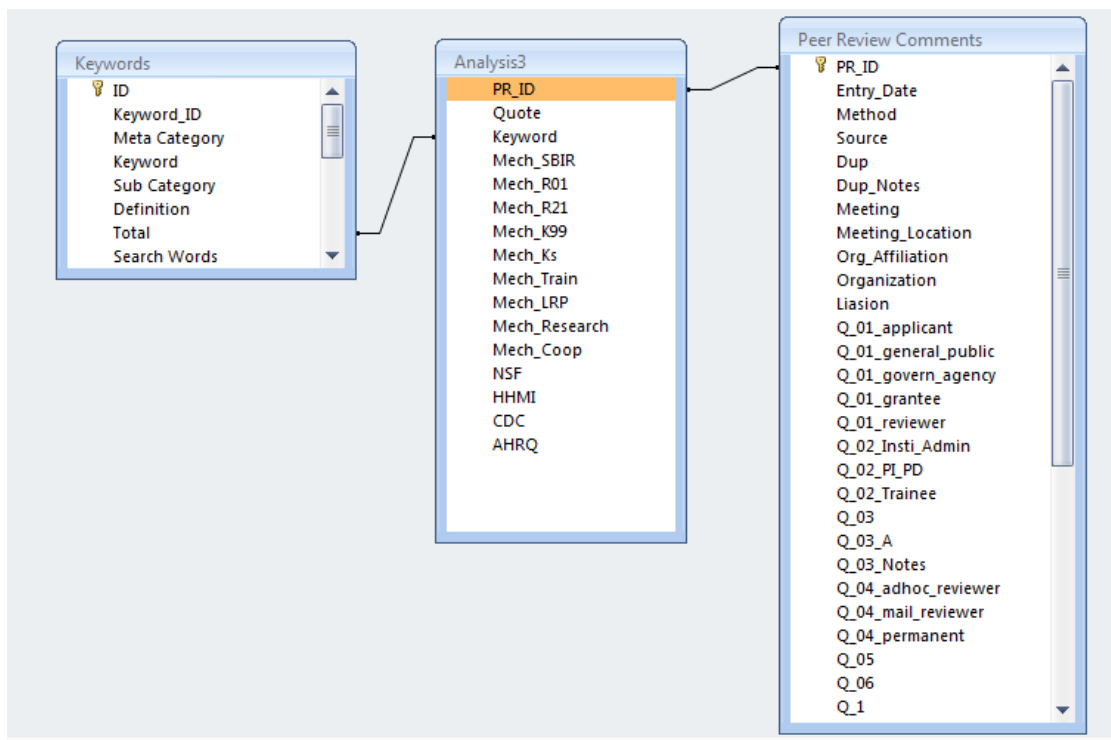 Keywords
ID
Keyword_ID
Meta Category
Keyword
Sub Category
Definition
Total
Search Words
Analysis3
PR_ID
Quote
Keyword
Mech_SBIR
Mech_R01
Mech_R21
Mech_K99
Mech_Ks
Mech_Train
Mech_LRP
Mech_Research
Mech_Coop
NSF
HHMI
CDC
AHRQ
Peer Review Comments
PR_ID
Entry_Date
Method
Source
Dup
Dup_Notes
Meeting
Meeting_Location
Org_Affiliation
Organization
Liasion
Q_01_applicant
Q_01_general_public
Q_01_govern_agency
Q_01_grantee
Q_01_reviewer
Q_02_Insti_Admin
Q_02_PI_PD
Q_02_Trainee
Q_03
Q_03_A
Q_03_Notes
Q_04_adhoc_reviewer
Q_04_mail_reviewer
Q_04_permanent
Q_05
Q_06
Q_1